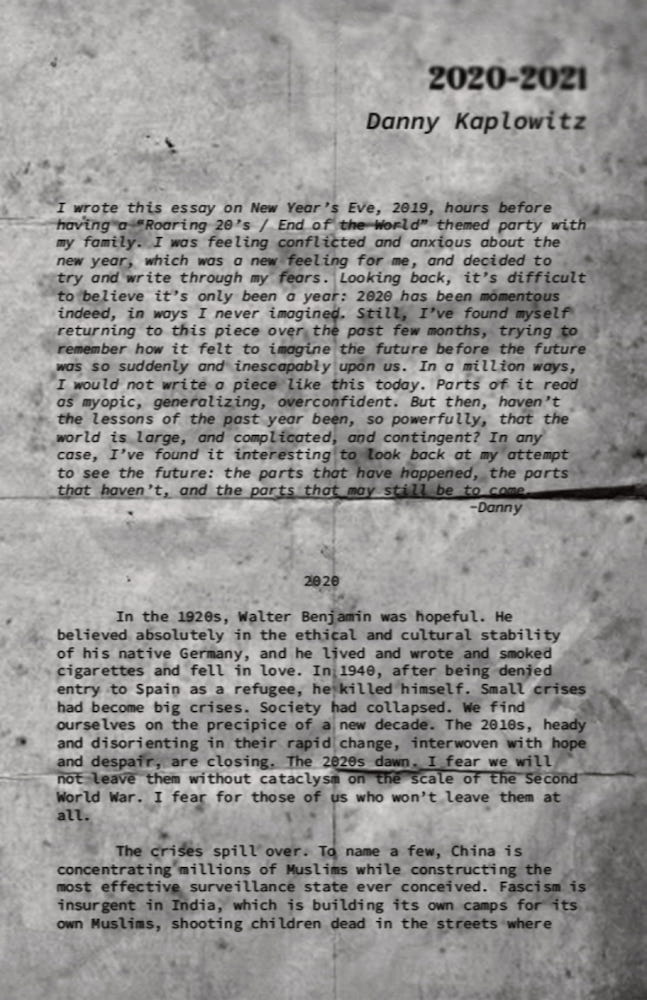 2020-2021
Danny Kaplowitz
I wrote this essay on New Year's Eve, 2019, hours before
having a “Roaring 20's / End of the World” themed party with
my family. I was feeling conflicted and anxious about the
new year, which was a new feeling for me, and decided to
try and write through my fears. Looking back, it's difficult
to believe it's only been a year: 2020 has been momentous
indeed, in ways I never imagined. Still, I've found myself
returning to this piece over the past few months, trying to
remember how it felt to imagine the future before the future
was so suddenly and inescapably upon us. In a million ways,
I would not write a piece like this today. Parts of it read
as myopic, generalizing, overconfident. But then, haven't
the lessons of the past year been, so powerfully, that the
world is large, and complicated, and contingent? In any
case, I've found it interesting to look back at my attempt
to see the future: the parts that have happened, the parts
that haven't, and the parts that may still be to come.
-Danny
2020
In the 1920s, Walter Benjamin was hopeful. He
believed absolutely in the ethical and cultural stability
of his native Germany, and he lived and wrote and smoked
cigarettes and fell in love. In 1940, after being denied
entry to Spain as a refugee, he killed himself. Small crises
had become big crises. Society had collapsed. We find
ourselves on the precipice of a new decade. The 2010s, heady
and disorienting in their rapid change, interwoven with hope
and despair, are closing. The 2020s dawn. I fear we will
not leave them without cataclysm on the scale of the Second
World War. I fear for those of us who won't leave them at
all.
The crises spill over. To name a few, China is
concentrating millions of Muslims while constructing the
most effective surveillance state ever conceived. Fascism is
insurgent in India, which is building its own camps for its
own Muslims, shooting children dead in the streets where